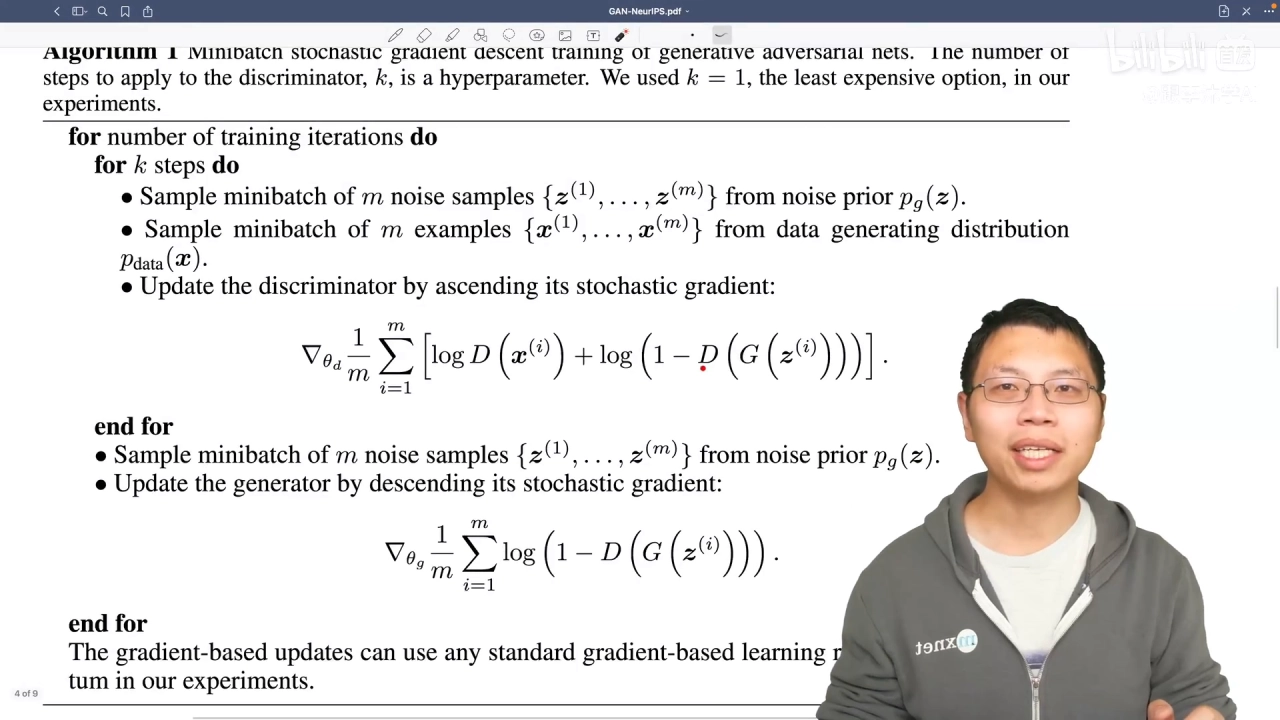 GAN-NeurIPS.pdf
bilibili
Algorithm 1 Minibatch stochastic gradient descent training of generative adversarial nets. The number of
steps to apply to the discriminator, k, is a hyperparameter. We used k = 1, the least expensive option, in our
experiments.
for number of training iterations do
for k steps do
• Sample minibatch of m noise samples {z^(1), . . . , z^(m)} from noise prior p_g(z).
• Sample minibatch of m examples {x^(1), . . . , x^(m)} from data generating distribution
p_data(x).
• Update the discriminator by ascending its stochastic gradient:
∇_θ_d 1/m ∑_{i=1}^{m} [log D (x^(i)) + log (1 − D (G (z^(i))))] .
end for
• Sample minibatch of m noise samples {z^(1), . . . , z^(m)} from noise prior p_g(z).
• Update the generator by descending its stochastic gradient:
∇_θ_g 1/m ∑_{i=1}^{m} log (1 − D (G (z^(i)))) .
end for
The gradient-based updates can use any standard gradient-based learning r
tum in our experiments.
mxnet
4 of 9